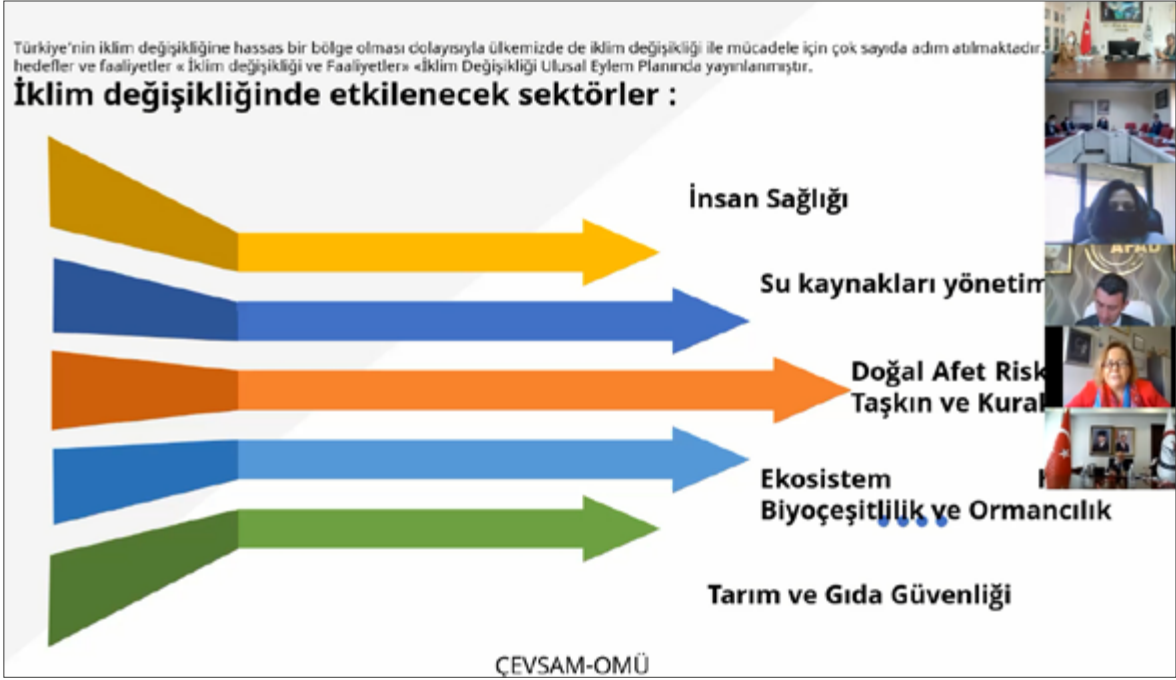 Türkiye'nin iklim değişikliğine hassas bir bölge olması dolayısıyla ülkemizde de iklim değişikliği ile mücadele için çok sayıda adım atılmaktadır.
hedefler ve faaliyetler « İklim değişikliği ve Faaliyetler» «İklim Değişikliği Ulusal Eylem Planında yayınlanmıştır.
İklim değişikliğinde etkilenecek sektörler :
İnsan Sağlığı
Su kaynakları yönetim
AFAD
Doğal Afet Risk
Taşkın ve Kural
Ekosistem
Biyoçeşitlilik ve Ormancılık
Tarım ve Gıda Güvenliği
ÇEVSAM-OMÜ